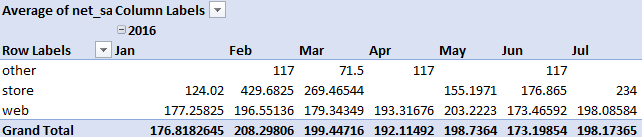 Average of net_sa Column Labels
2016
Row Labels Jan Feb Mar Apr May Jun Jul
other 117 71.5 117 117
store 124.02 429.6825 269.46544 155.1971 176.865 234
web 177.25825 196.55136 179.34349 193.31676 203.2223 173.46592 198.08584
Grand Total 176.8182645 208.29806 199.44716 192.11492 198.7364 173.19854 198.17365